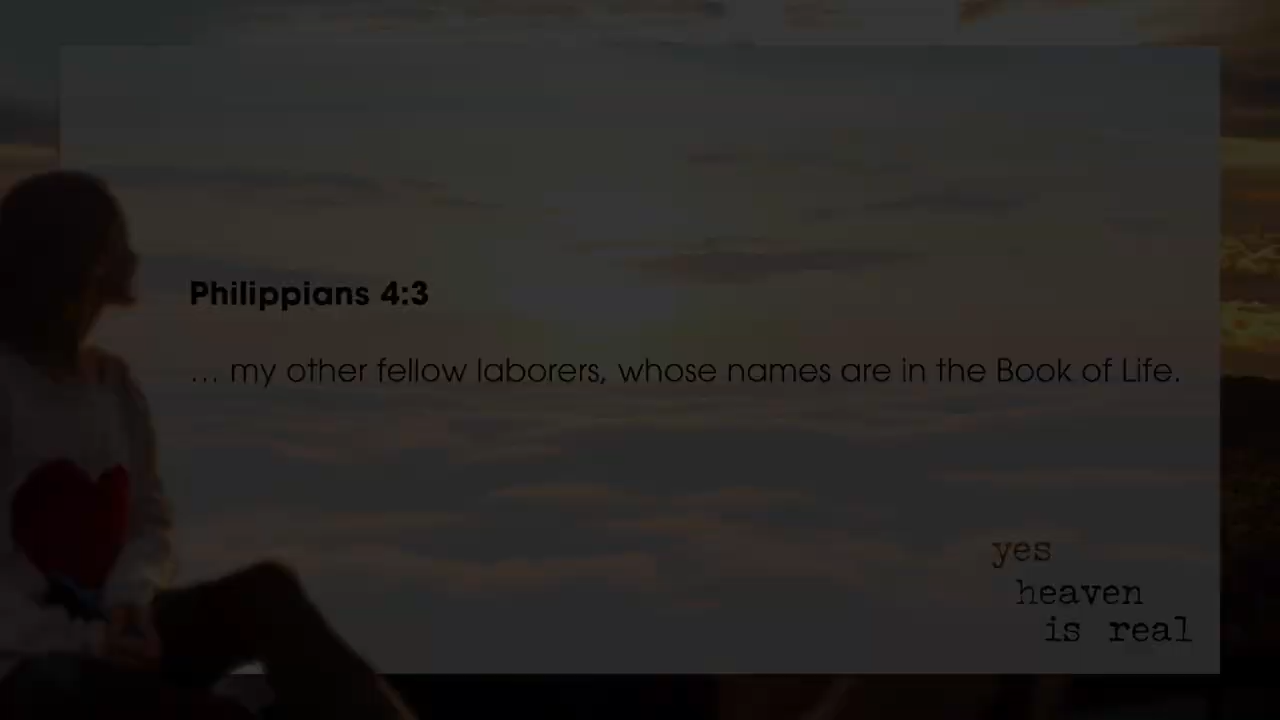 Philippians 4:3
... my other fellow laborers, whose names are in the Book of Life.
yes
heaven
is real